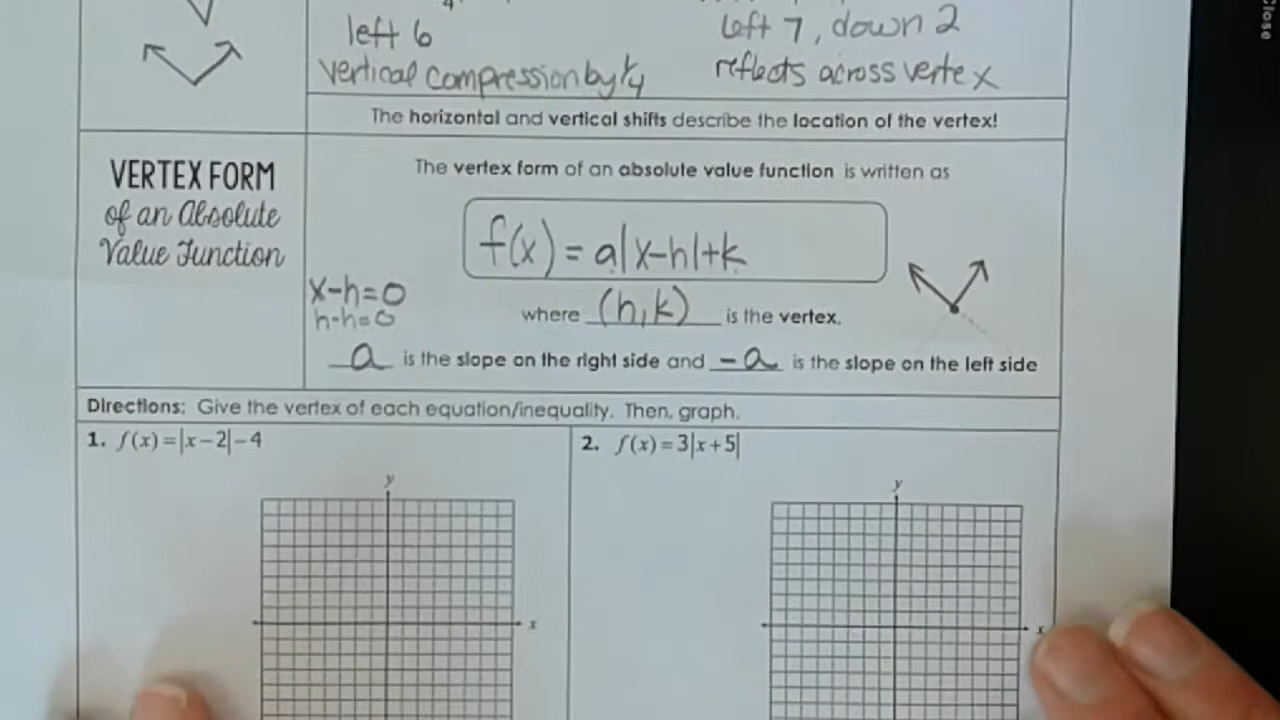 4
left 6
vertical compression by 1/4
left 7, down 2
reflects across vertex
The horizontal and vertical shifts describe the location of the vertex!
VERTEX FORM
of an Absolute
Value Function
The vertex form of an absolute value function is written as
f(x) = a|x-h|+k
x-h=0
h-h=0
where (h,k) is the vertex.
a is the slope on the right side and -a is the slope on the left side
Directions: Give the vertex of each equation/inequality. Then, graph.
1. f(x)=|x-2|-4
y
x
2. f(x)=3|x+5|
y
x
Close